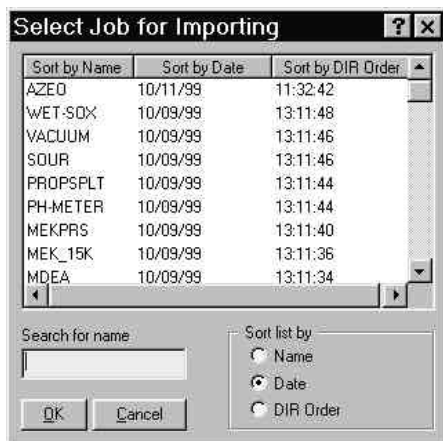 Select Job for Importing ? x
Sort by Name Sort by Date Sort by DIR Order
AZEO 10/11/99 11:32:42
WET-SOX 10/09/99 13:11:48
VACUUM 10/09/99 13:11:46
SOUR 10/09/99 13:11:46
PROPSPLT 10/09/99 13:11:44
PH-METER 10/09/99 13:11:44
MEKPRS 10/09/99 13:11:40
MEK_15K 10/09/99 13:11:36
MDEA 10/09/99 13:11:34
Search for name
OK Cancel
Sort list by
Name
Date
DIR Order